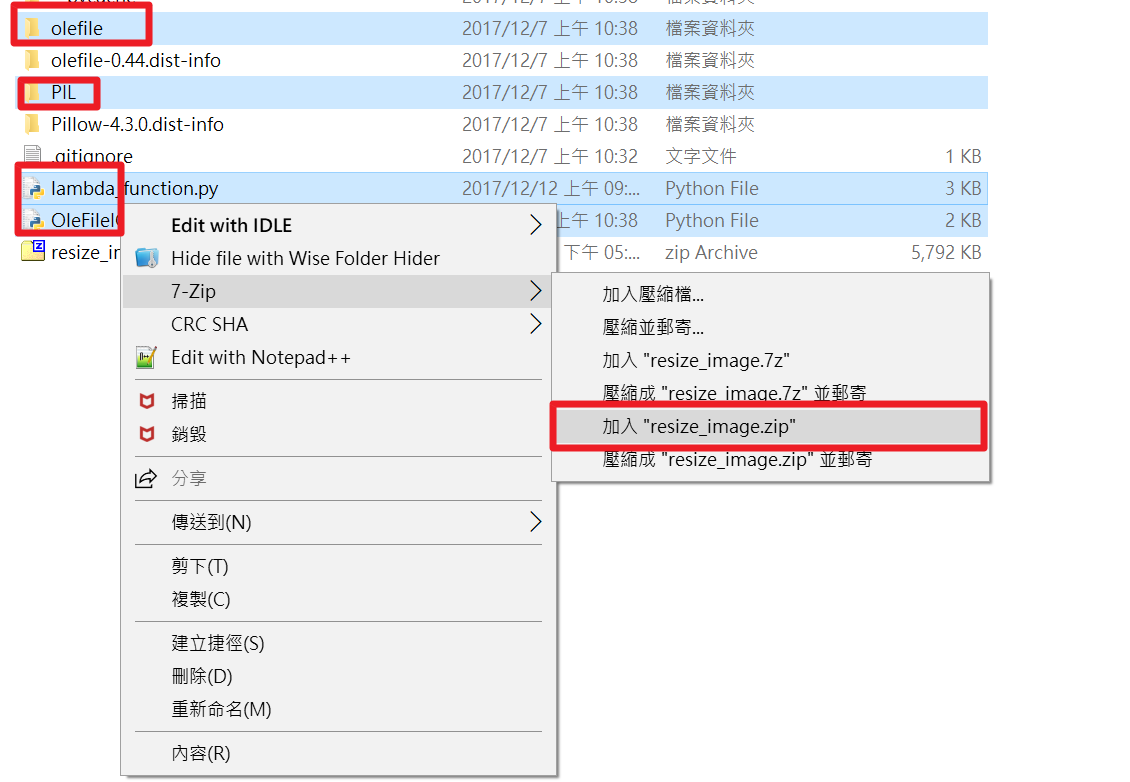 olefile 2017/12/7 上午 10:38 檔案資料夾
olefile-0.44.dist-info 2017/12/7 上午 10:38 檔案資料夾
PIL 2017/12/7 上午 10:38 檔案資料夾
Pillow-4.3.0.dist-info 2017/12/7 上午 10:38 檔案資料夾
.gitignore 2017/12/7 上午 10:32 文字文件 1 KB
lambda_function.py 2017/12/12 上午 09:... Python File 3 KB
OleFileI 上午 10:38 Python File 2 KB
resize_i 下午 05:... zip Archive 5,792 KB
Edit with IDLE
Hide file with Wise Folder Hider
7-Zip
CRC SHA
Edit with Notepad++
掃描
銷毀
分享
傳送到(N)
剪下(T)
複製(C)
建立捷徑(S)
刪除(D)
重新命名(M)
內容(R)
加入壓縮檔...
壓縮並郵寄...
加入 "resize_image.7z"
壓縮成 "resize_image.7z" 並郵寄
加入 "resize_image.zip"
壓縮成 "resize_image.zip" 並郵寄